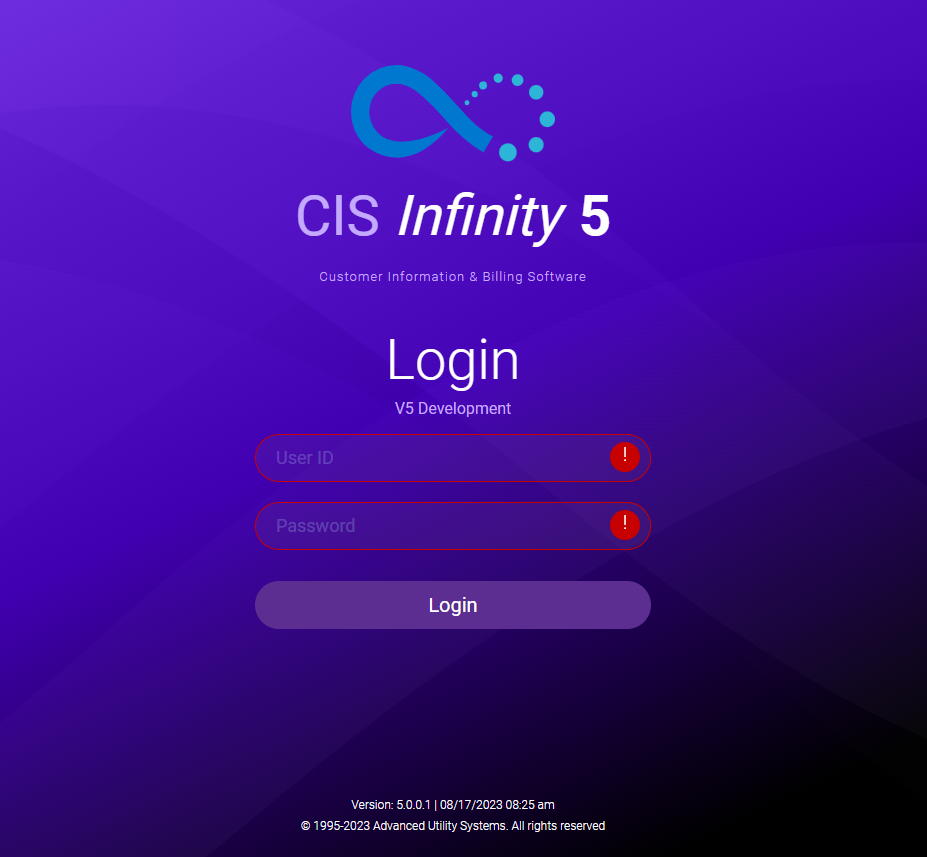 CIS Infinity 5
Customer Information & Billing Software
Login
V5 Development
User ID
!
Password
!
Login
Version: 5.0.0.1 | 08/17/2023 08:25 am
© 1995-2023 Advanced Utility Systems. All rights reserved